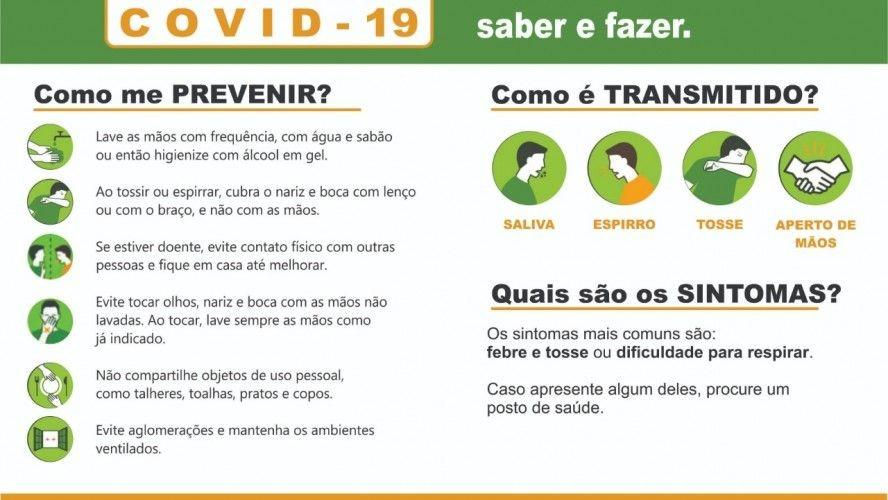 COVID-19
saber e fazer.
Como me PREVENIR?
Lave as mãos com frequência, com água e sabão
ou então higienize com álcool em gel.
Ao tossir ou espirrar, cubra o nariz e boca com lenço
ou com o braço, e não com as mãos.
Se estiver doente, evite contato físico com outras
pessoas e fique em casa até melhorar.
Evite tocar olhos, nariz e boca com as mãos não
lavadas. Ao tocar, lave sempre as mãos como
já indicado.
Não compartilhe objetos de uso pessoal,
como talheres, toalhas, pratos e copos.
Evite aglomerações e mantenha os ambientes
ventilados.
Como é TRANSMITIDO?
SALIVA
ESPIRRO
TOSSE
APERTO DE
MÃOS
Quais são os SINTOMAS?
Os sintomas mais comuns são:
febre e tosse ou dificuldade para respirar.
Caso apresente algum deles, procure um
posto de saúde.